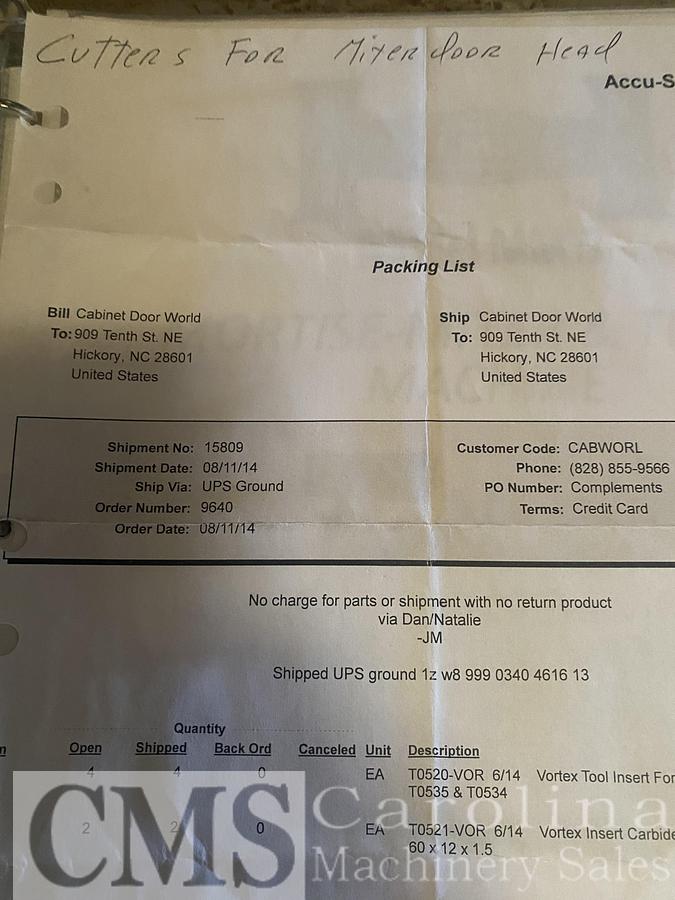 Cutters For Miter door Head
Accu-S
Packing List
Bill Cabinet Door World
To: 909 Tenth St. NE
Hickory, NC 28601
United States
Ship Cabinet Door World
To: 909 Tenth St. NE
Hickory, NC 28601
United States
Shipment No: 15809
Shipment Date: 08/11/14
Ship Via: UPS Ground
Order Number: 9640
Order Date: 08/11/14
Customer Code: CABWORL
Phone: (828) 855-9566
PO Number: Complements
Terms: Credit Card
No charge for parts or shipment with no return product
via Dan/Natalie
-JM
Shipped UPS ground 1z w8 999 0340 4616 13
Quantity
Open Shipped Back Ord Canceled Unit Description
4 4 0 EA T0520-VOR 6/14 Vortex Tool Insert For
T0535 & T0534
2 2 0 EA T0521-VOR 6/14 Vortex Insert Carbide
60 x 12 x 1.5
CMS Carolina
Machinery Sales